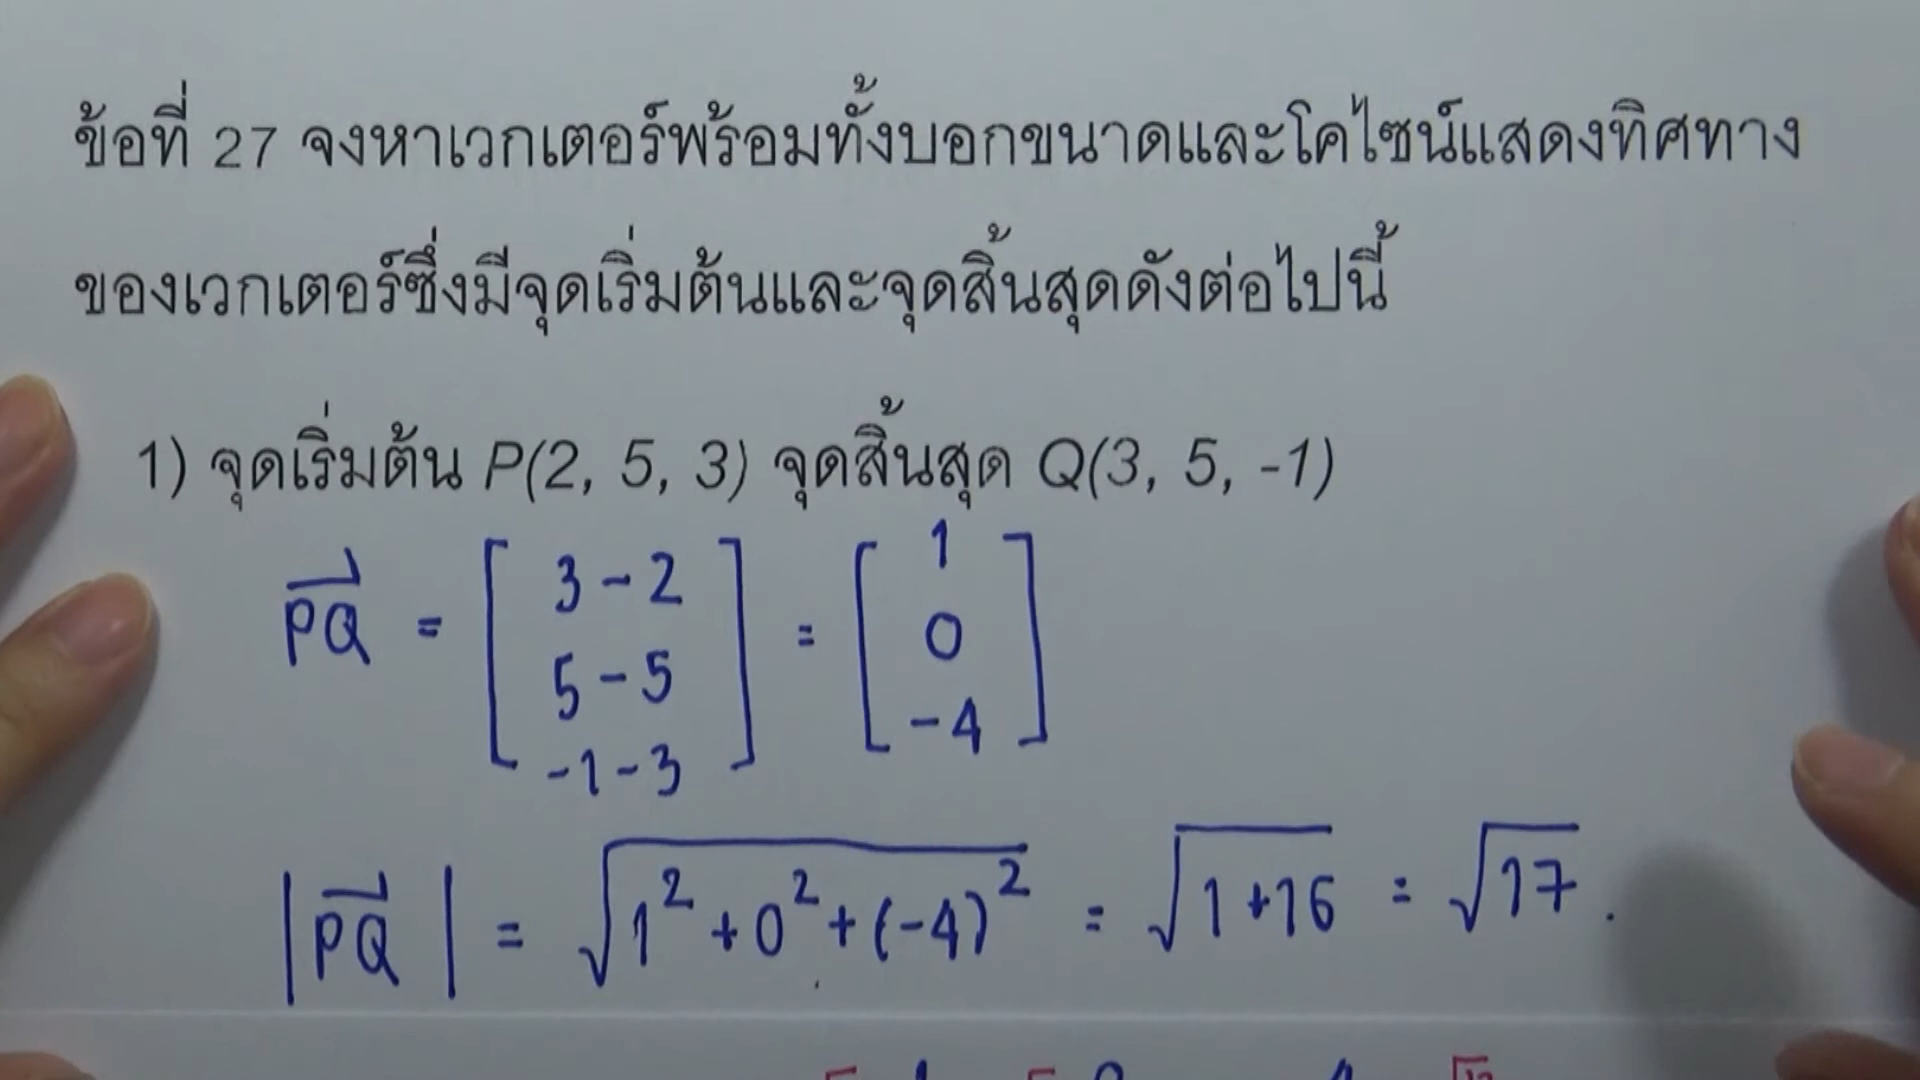 ข้อที่ 27 จงหาเวกเตอร์พร้อมทั้งบอกขนาดและโคไซน์แสดงทิศทาง
ของเวกเตอร์ซึ่งมีจุดเริ่มต้นและจุดสิ้นสุดดังต่อไปนี้
1) จุดเริ่มต้น P(2, 5, 3) จุดสิ้นสุด Q(3, 5, -1)
PQ = [3-2 5-5 -1-3] = [1 0 -4]
|PQ| = √1²+0²+(-4)² = √1+16 = √17.